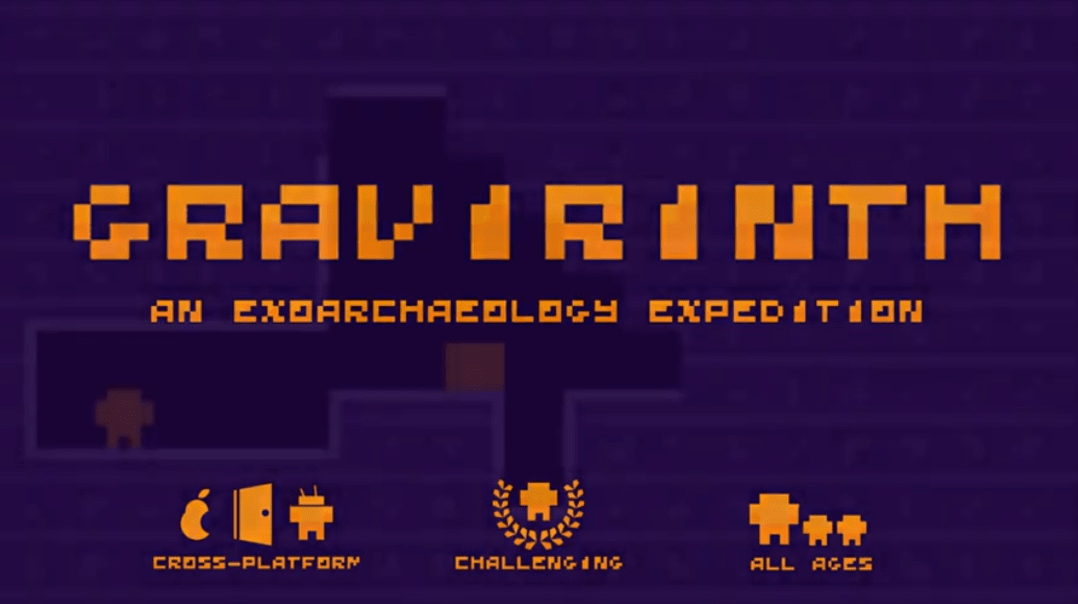 GRAVIRINTH
AN EXOARCHAEOLOGY EXPEDITION
CROSS-PLATFORM
CHALLENGING
ALL AGES